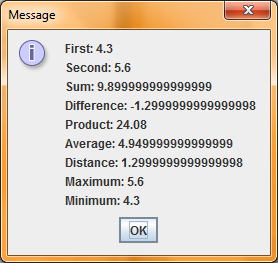 Message
First: 4.3
Second: 5.6
Sum: 9.899999999999999
Difference: -1.2999999999999998
Product: 24.08
Average: 4.949999999999999
Distance: 1.2999999999999998
Maximum: 5.6
Minimum: 4.3
OK